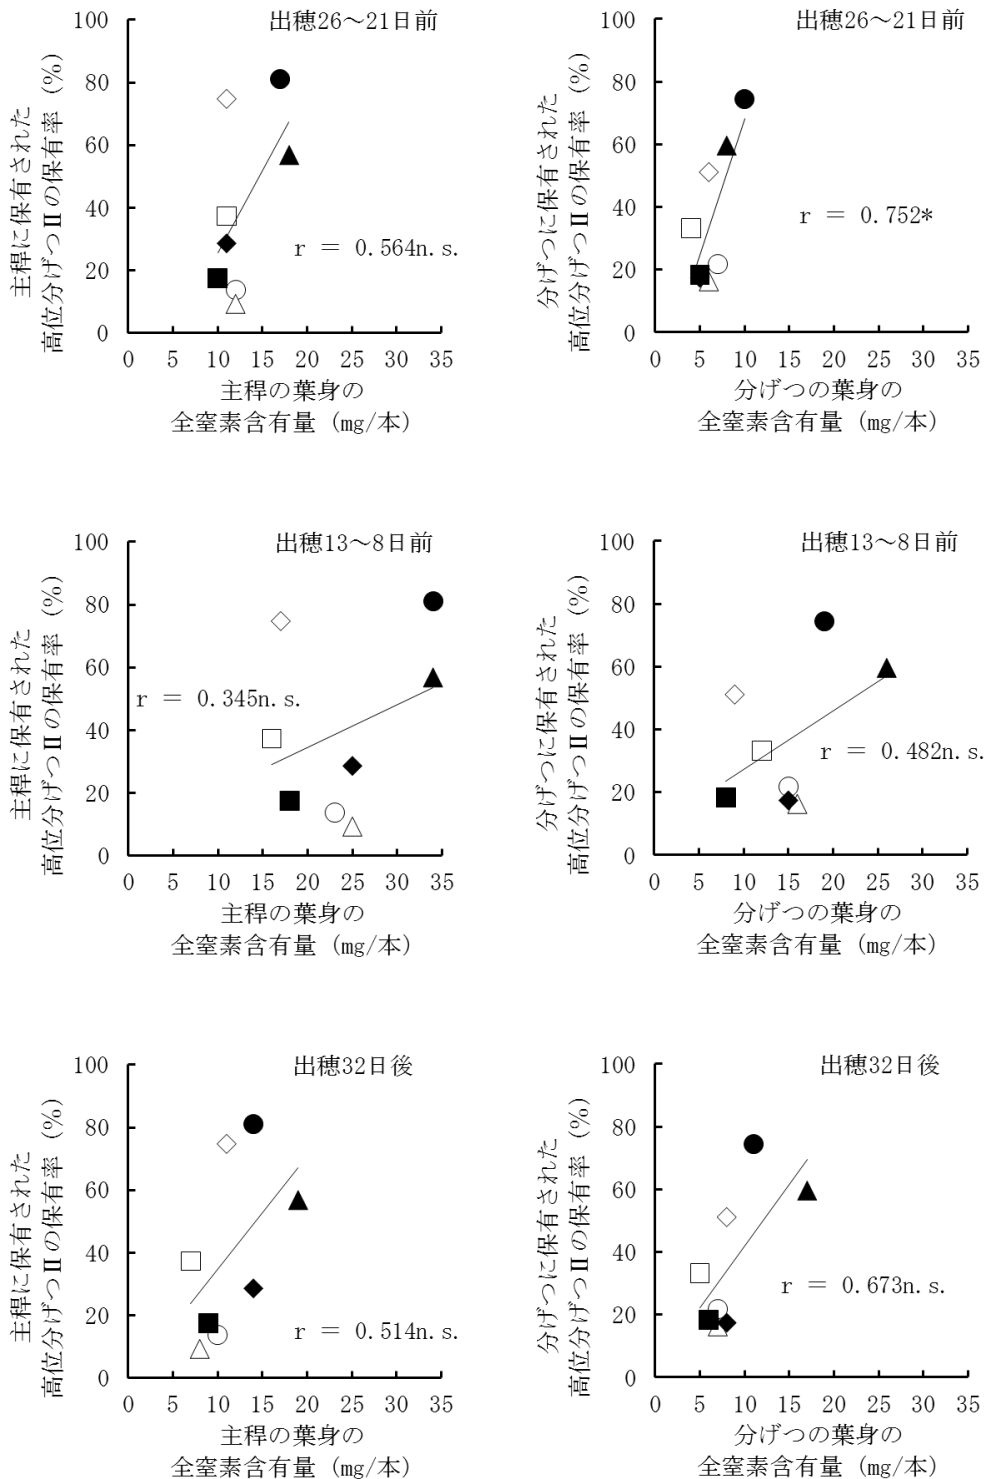 出穂26～21日前
主稈に保有された
高位分げつⅡの保有率 (%)
100
80
60
40
20
0
r = 0.564n.s.
0 5 10 15 20 25 30 35
主稈の葉身の
全窒素含有量 (mg/本)
出穂26～21日前
分げつに保有された
高位分げつⅡの保有率 (%)
100
80
60
40
20
0
r = 0.752*
0 5 10 15 20 25 30 35
分げつの葉身の
全窒素含有量 (mg/本)
出穂13～8日前
主稈に保有された
高位分げつⅡの保有率 (%)
100
80
60
40
20
0
r = 0.345n.s.
0 5 10 15 20 25 30 35
主稈の葉身の
全窒素含有量 (mg/本)
出穂13～8日前
分げつに保有された
高位分げつⅡの保有率 (%)
100
80
60
40
20
0
r = 0.482n.s.
0 5 10 15 20 25 30 35
分げつの葉身の
全窒素含有量 (mg/本)
出穂32日後
主稈に保有された
高位分げつⅡの保有率 (%)
100
80
60
40
20
0
r = 0.514n.s.
0 5 10 15 20 25 30 35
主稈の葉身の
全窒素含有量 (mg/本)
出穂32日後
分げつに保有された
高位分げつⅡの保有率 (%)
100
80
60
40
20
0
r = 0.673n.s.
0 5 10 15 20 25 30 35
分げつの葉身の
全窒素含有量 (mg/本)